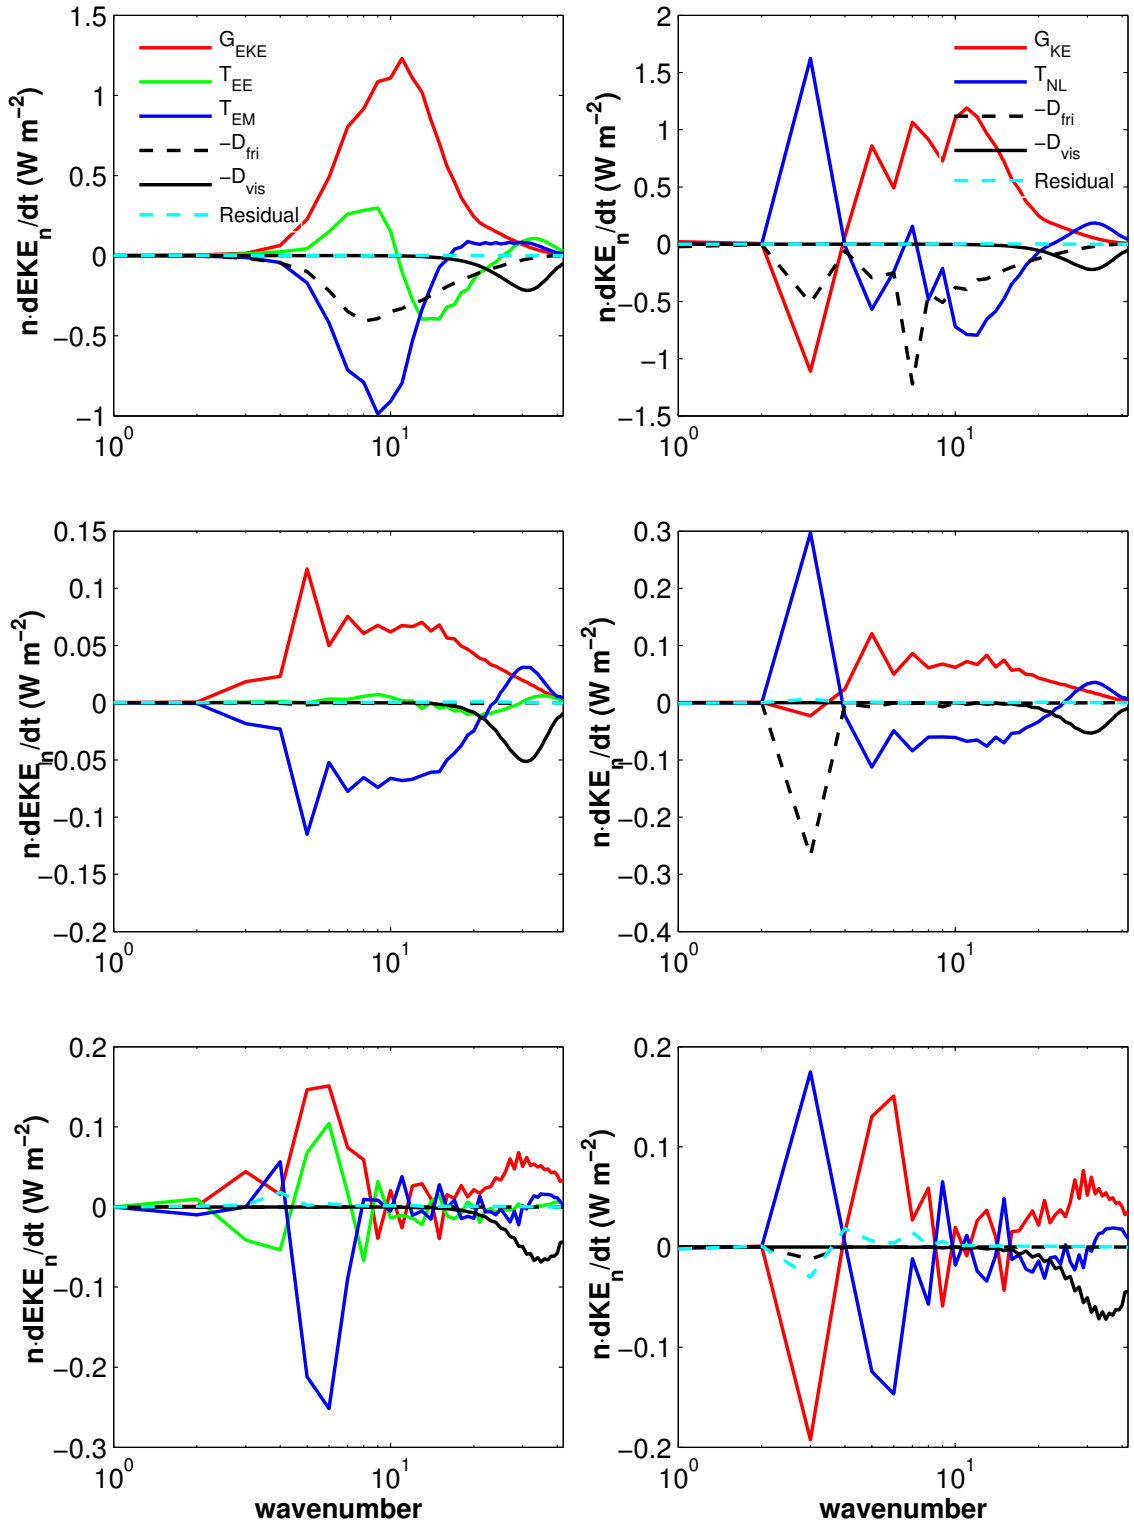 1.5
1
0.5
0
−0.5
−1
n·dEKE_n/dt (W m^−2)
G_EKE
T_EE
T_EM
−D_fri
−D_vis
Residual
10^0
10^1
2
1.5
1
0.5
0
−0.5
−1
−1.5
n·dKE_n/dt (W m^−2)
G_KE
T_NL
−D_fri
−D_vis
Residual
10^0
10^1
0.15
0.1
0.05
0
−0.05
−0.1
−0.15
−0.2
n·dEKE_n/dt (W m^−2)
10^0
10^1
0.3
0.2
0.1
0
−0.1
−0.2
−0.3
−0.4
n·dKE_n/dt (W m^−2)
10^0
10^1
0.2
0.1
0
−0.1
−0.2
−0.3
n·dEKE_n/dt (W m^−2)
10^0
10^1
wavenumber
0.2
0.1
0
−0.1
−0.2
n·dKE_n/dt (W m^−2)
10^0
10^1
wavenumber